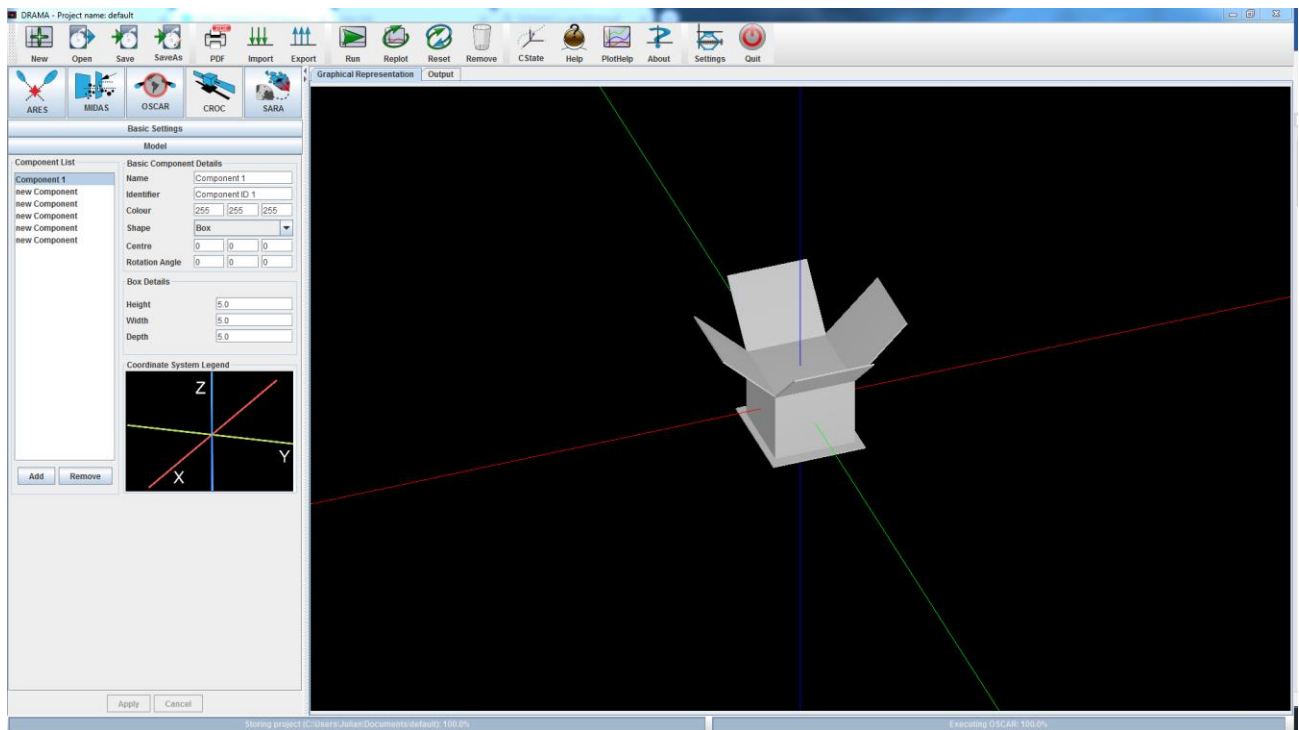 DRAMA - Project name: default
New Open Save SaveAs PDF Import Export Run Replot Reset Remove CState Help PlotHelp About Settings Quit
ARES MIDAS OSCAR CROC SARA
Graphical Representation Output
Basic Settings
Model
Component List
Component 1
new Component
new Component
new Component
new Component
new Component
Add Remove
Basic Component Details
Name Component 1
Identifier Component ID 1
Colour 255 255 255
Shape Box
Centre 0 0 0
Rotation Angle 0 0 0
Box Details
Height 5.0
Width 5.0
Depth 5.0
Coordinate System Legend
Z
Y
X
Apply Cancel
Storing project (C:\Users\Julian\Documents\default): 100.0%
Executing OSCAR: 100.0%